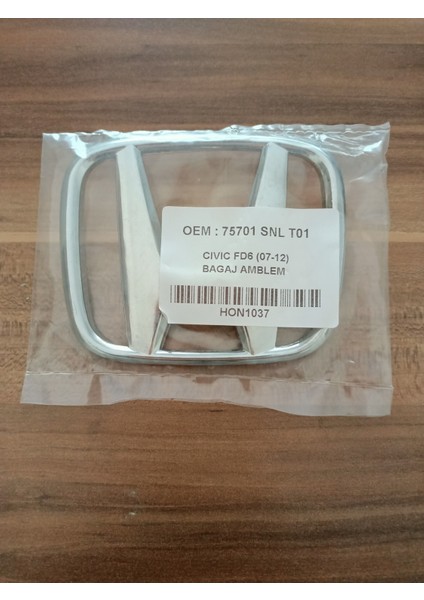 OEM : 75701 SNL T01
CIVIC FD6 (07-12)
BAGAJ AMBLEM
HON1037